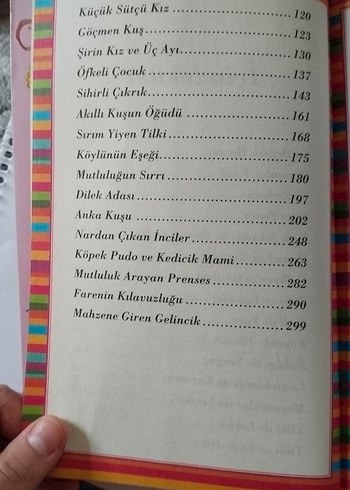 Küçük Sütçü Kız ........................ 120
Göçmen Kuş ........................ 123
Şirin Kız ve Üç Ayı ........................ 130
Öfkeli Çocuk ........................ 137
Sihirli Çıkrık ........................ 143
Akıllı Kuşun Öğüdü ........................ 161
Sırım Yiyen Tilki ........................ 168
Köylünün Eşeği ........................ 175
Mutluluğun Sırrı ........................ 180
Dilek Adası ........................ 197
Anka Kuşu ........................ 202
Nardan Çıkan İnciler ........................ 248
Köpek Pudo ve Kedicik Mami ........................ 263
Mutluluk Arayan Prenses ........................ 282
Farenin Kılavuzluğu ........................ 290
Mahzene Giren Gelincik ........................ 299